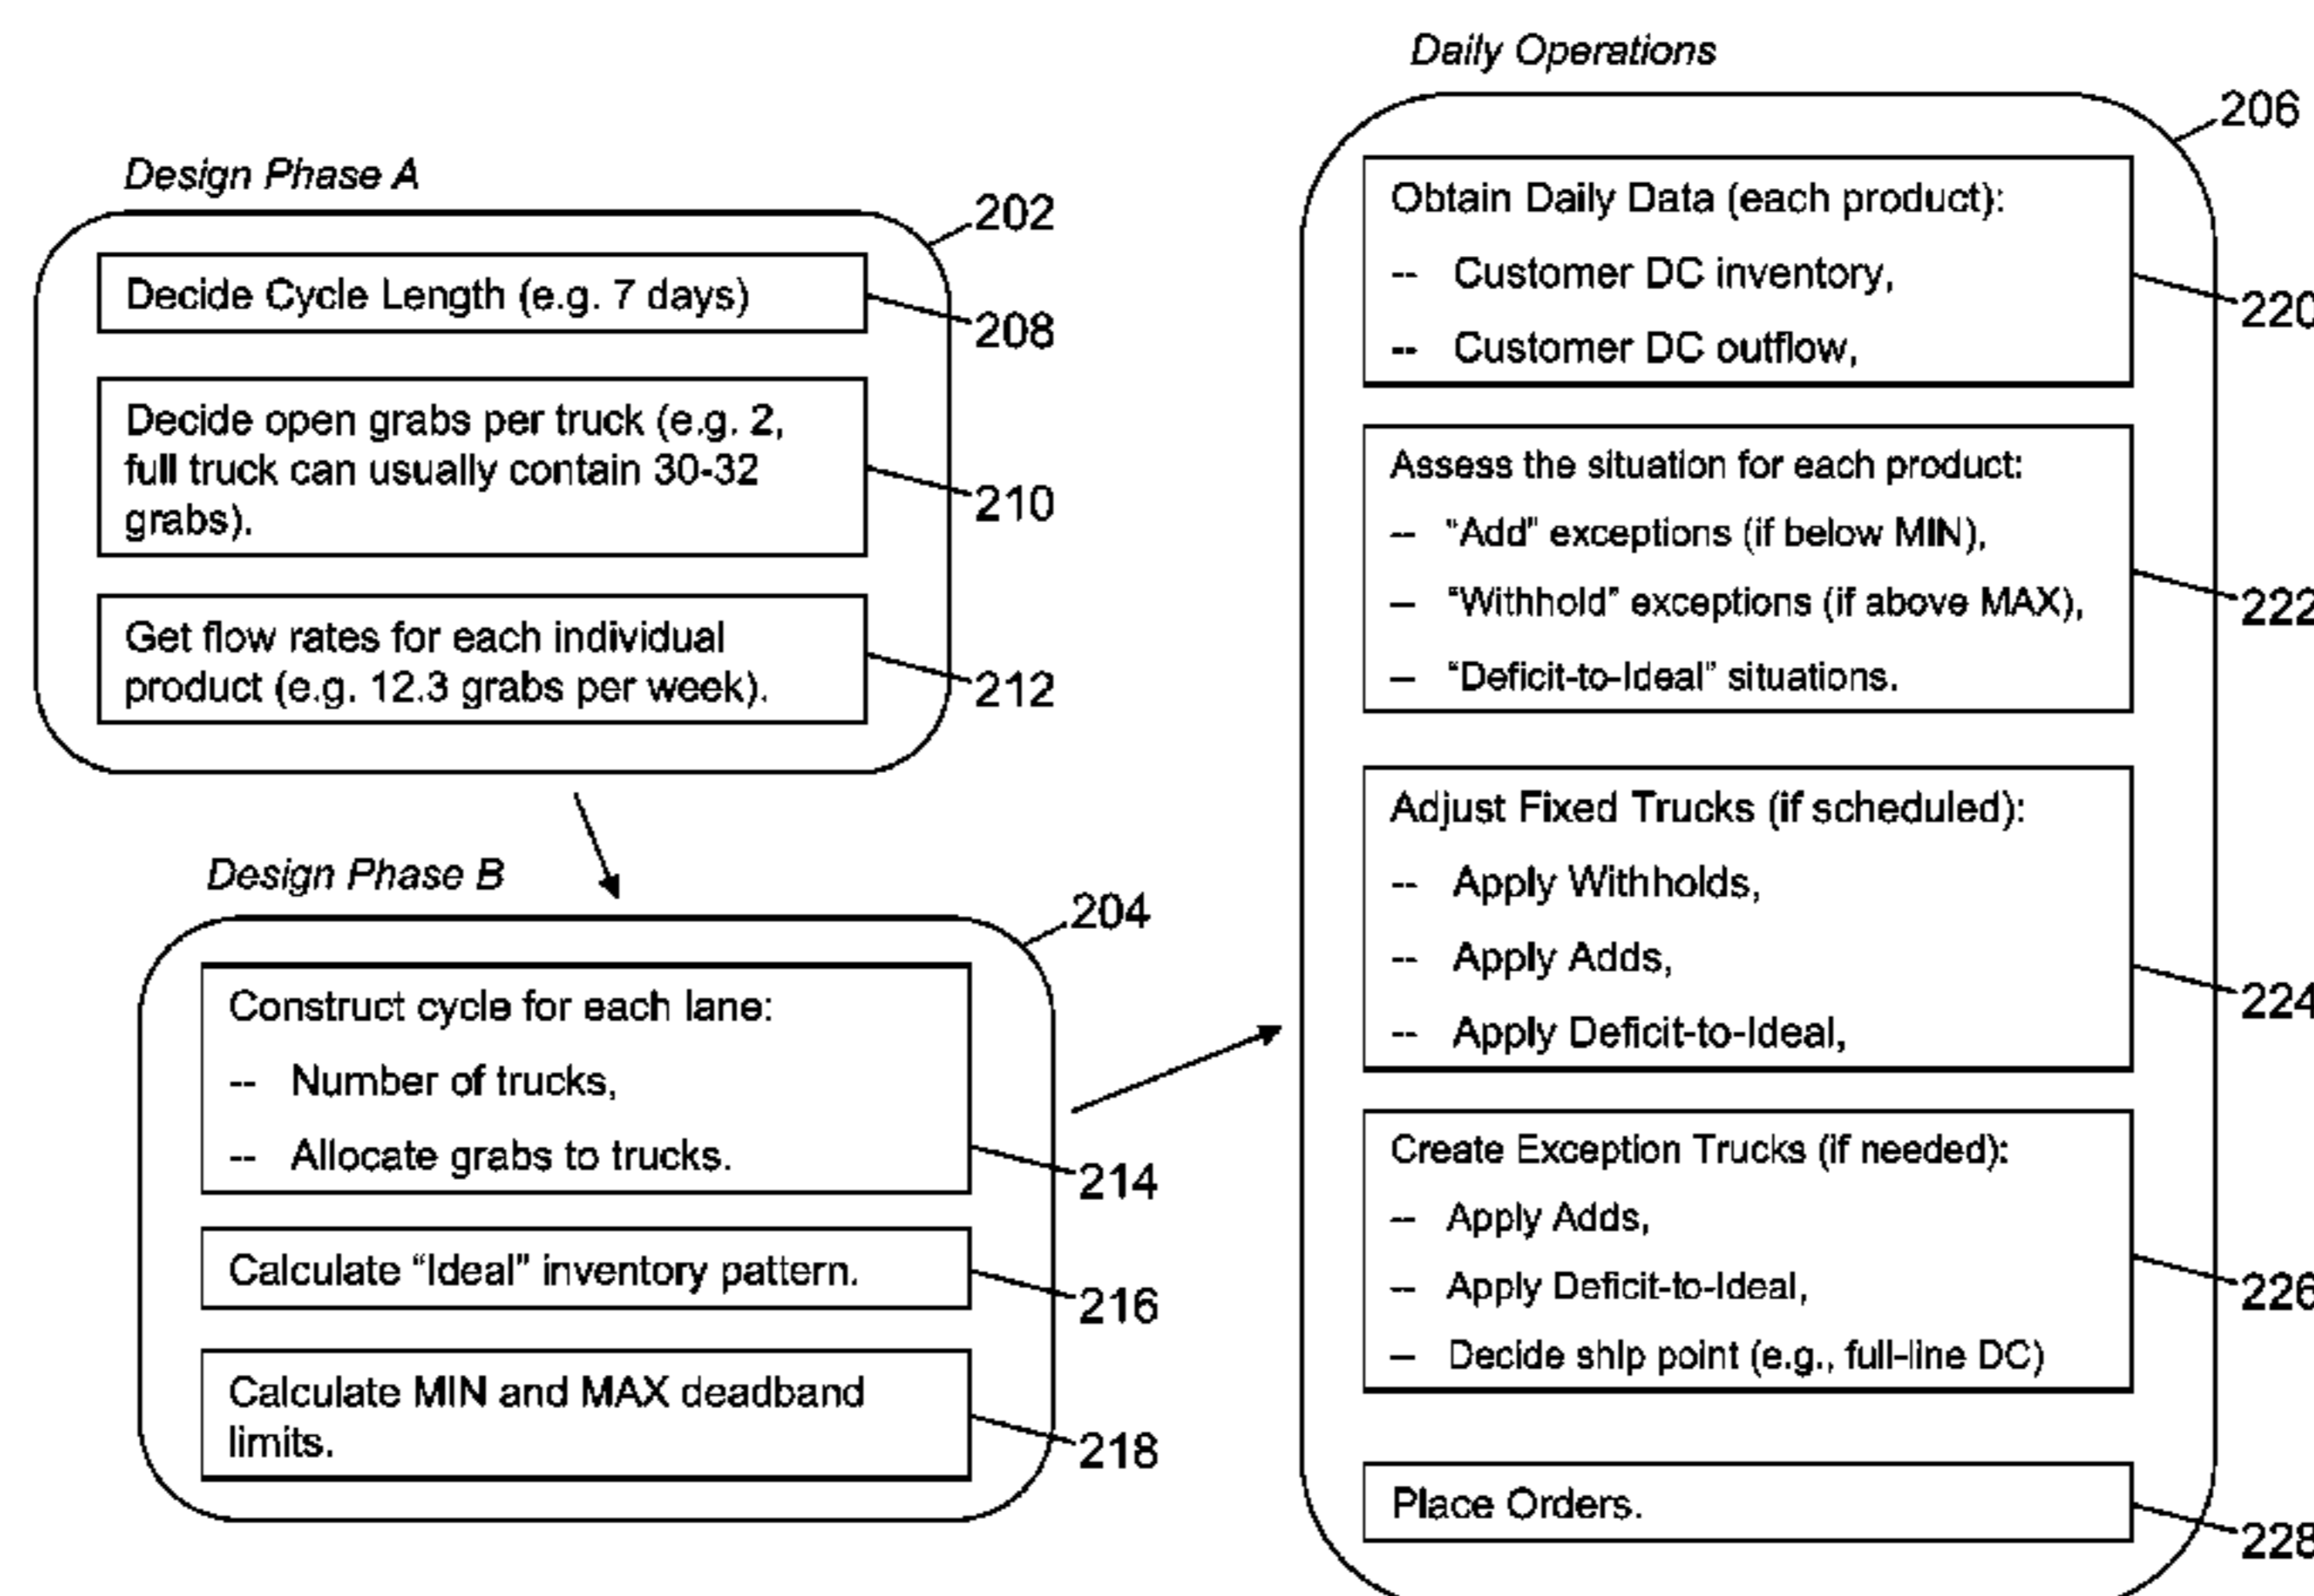 Design Phase A
202
Decide Cycle Length (e.g. 7 days)
208
Decide open grabs per truck (e.g. 2,
full truck can usually contain 30-32
grabs).
210
Get flow rates for each individual
product (e.g. 12.3 grabs per week).
212
Design Phase B
204
Construct cycle for each lane:
-- Number of trucks,
-- Allocate grabs to trucks.
214
Calculate “Ideal” inventory pattern.
216
Calculate MIN and MAX deadband
limits.
218
Daily Operations
206
Obtain Daily Data (each product):
-- Customer DC inventory,
-- Customer DC outflow,
220
Assess the situation for each product:
-- “Add” exceptions (if below MIN),
– “Withhold” exceptions (if above MAX),
– “Deficit-to-Ideal” situations.
222
Adjust Fixed Trucks (if scheduled):
-- Apply Withholds,
-- Apply Adds,
-- Apply Deficit-to-Ideal,
224
Create Exception Trucks (if needed):
-- Apply Adds,
-- Apply Deficit-to-Ideal,
– Decide ship point (e.g., full-line DC)
226
Place Orders.
228